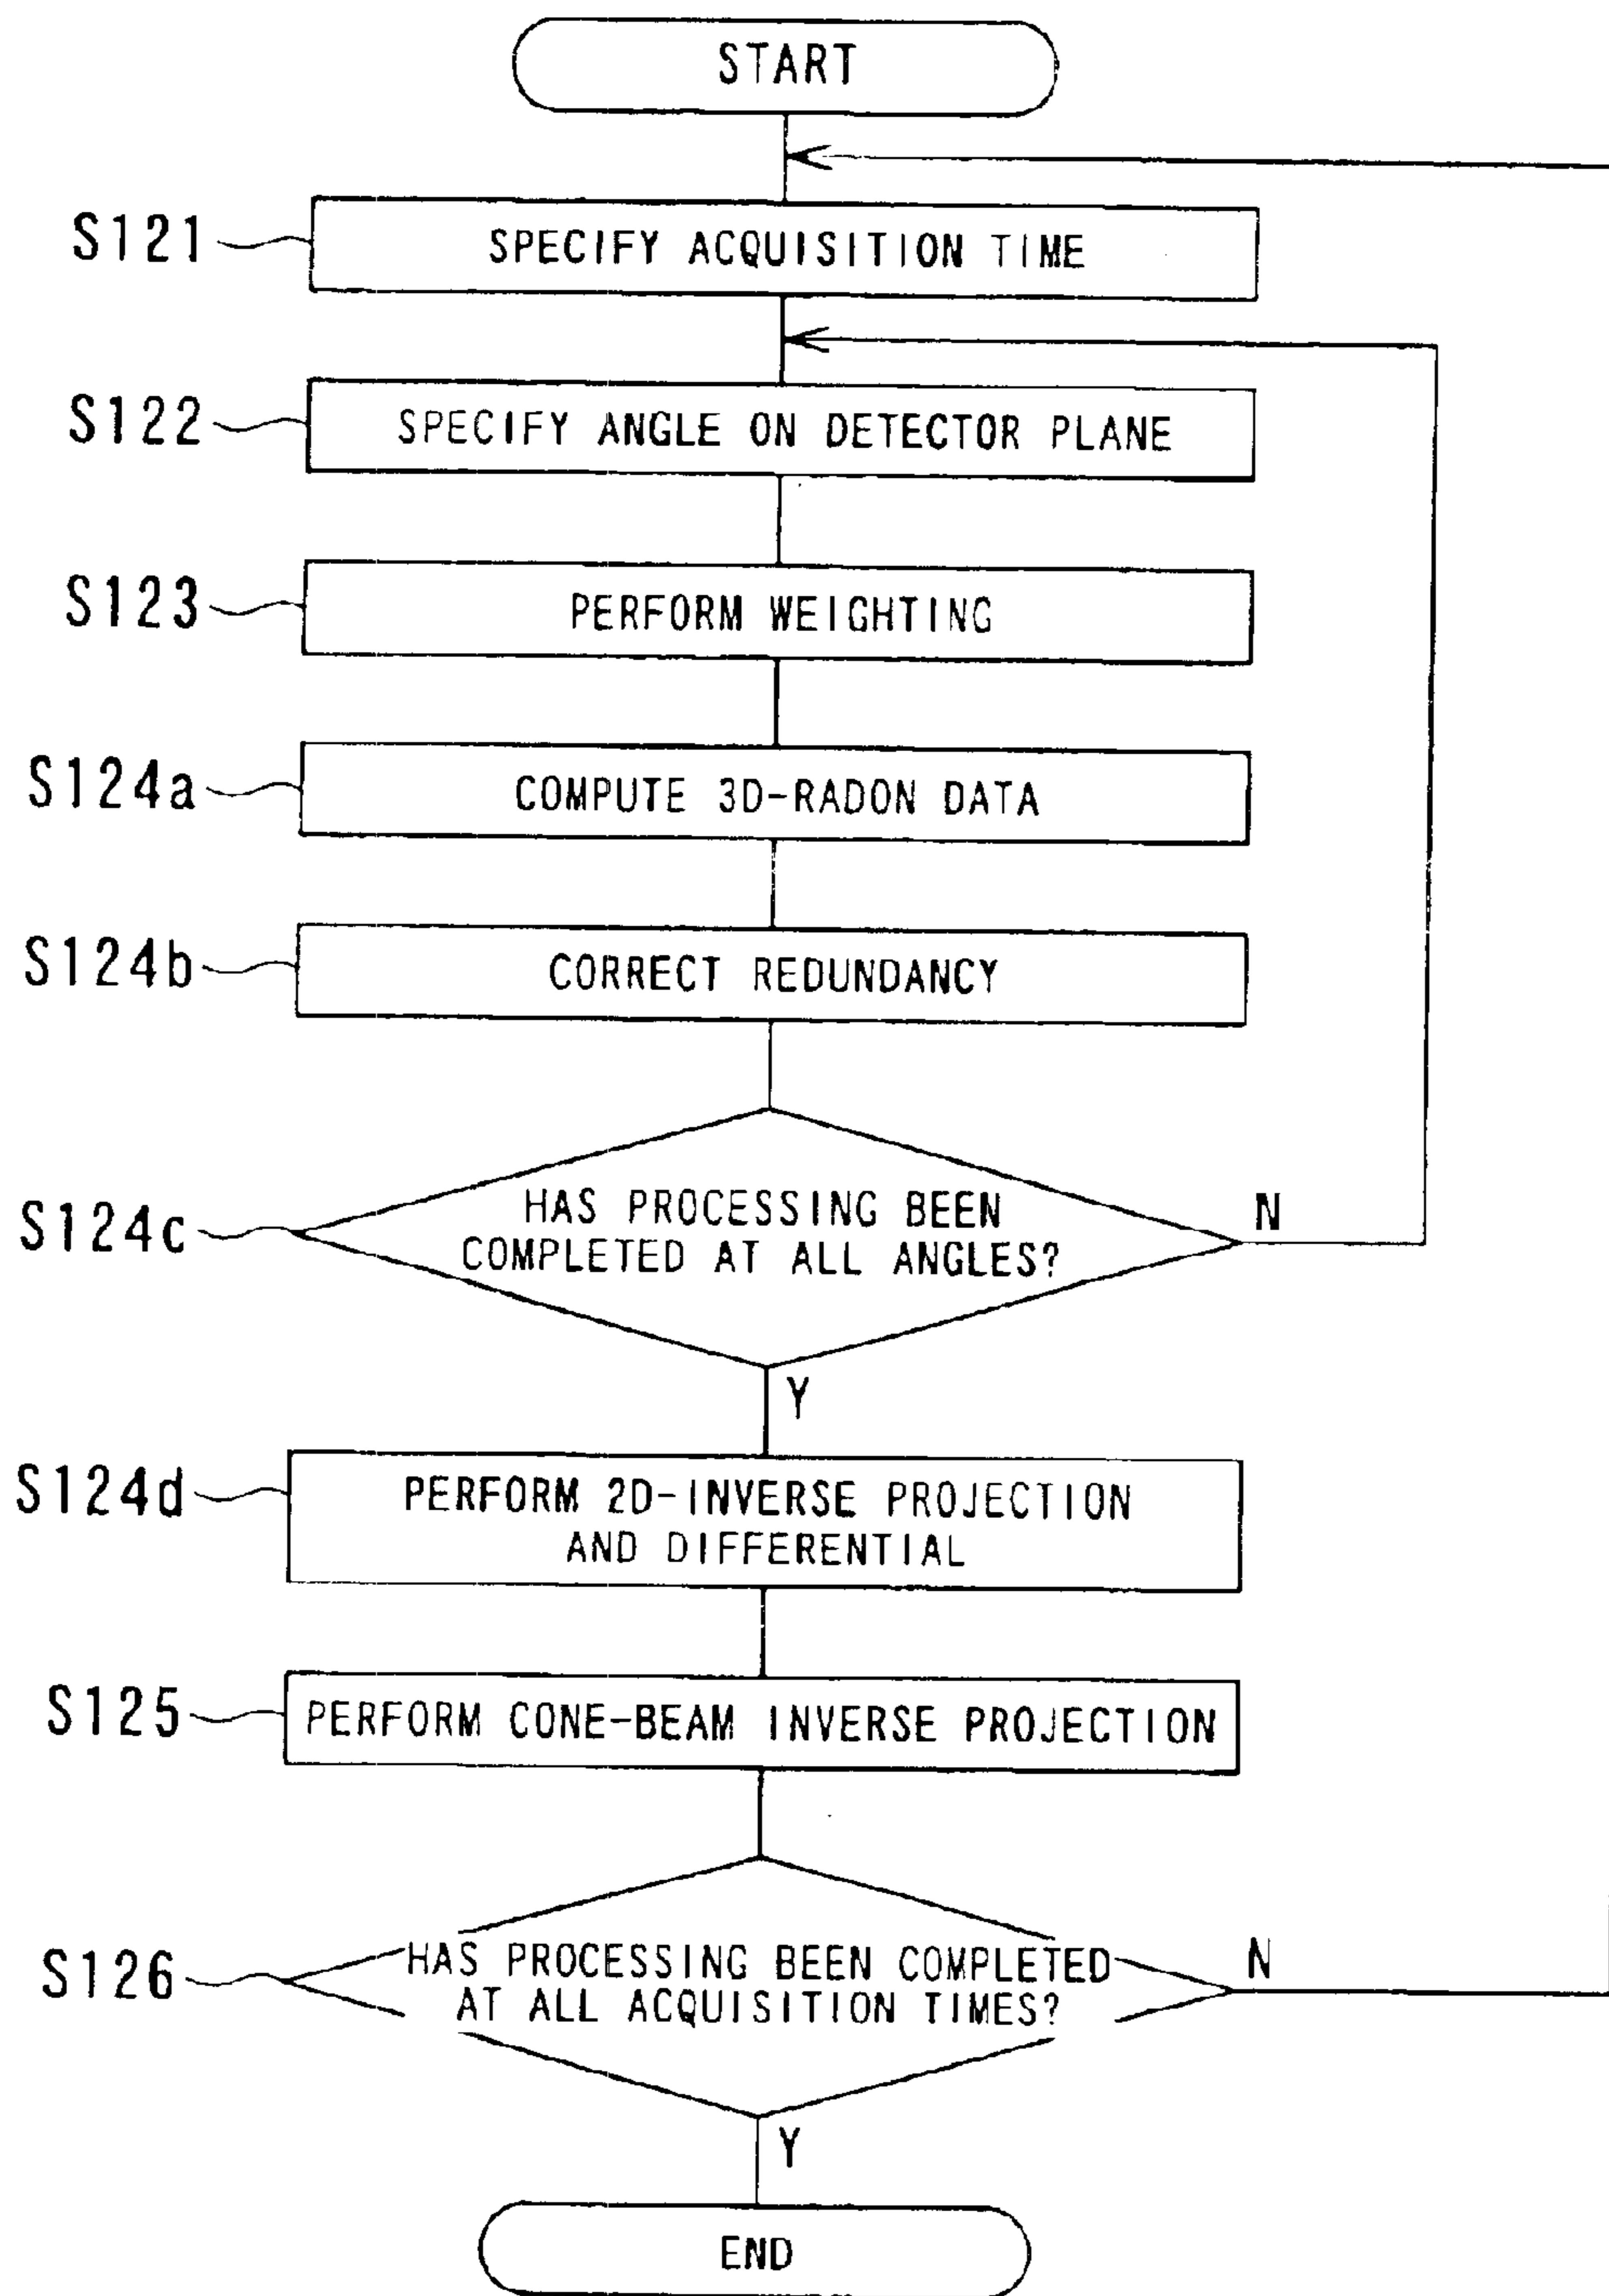 START
S121
SPECIFY ACQUISITION TIME
S122
SPECIFY ANGLE ON DETECTOR PLANE
S123
PERFORM WEIGHTING
S124a
COMPUTE 3D-RADON DATA
S124b
CORRECT REDUNDANCY
S124c
HAS PROCESSING BEEN
COMPLETED AT ALL ANGLES?
N
Y
S124d
PERFORM 2D-INVERSE PROJECTION
AND DIFFERENTIAL
S125
PERFORM CONE-BEAM INVERSE PROJECTION
S126
HAS PROCESSING BEEN COMPLETED
AT ALL ACQUISITION TIMES?
N
Y
END